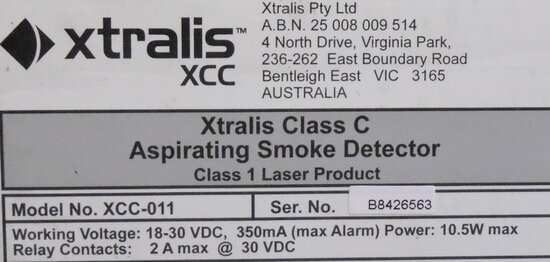 xtralis™
XCC
Xtralis Pty Ltd
A.B.N. 25 008 009 514
4 North Drive, Virginia Park,
236-262 East Boundary Road
Bentleigh East VIC 3165
AUSTRALIA
Xtralis Class C
Aspirating Smoke Detector
Class 1 Laser Product
Model No. XCC-011 Ser. No. B8426563
Working Voltage: 18-30 VDC, 350mA (max Alarm) Power: 10.5W max
Relay Contacts: 2 A max @ 30 VDC